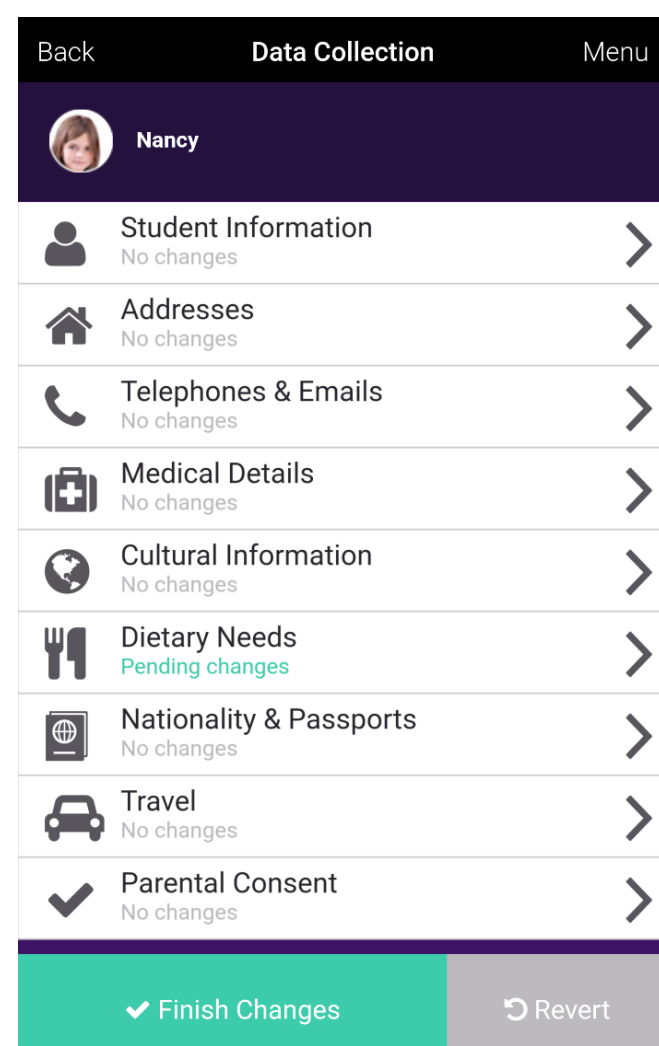 Back Data Collection Menu
Nancy
Student Information
No changes
Addresses
No changes
Telephones & Emails
No changes
Medical Details
No changes
Cultural Information
No changes
Dietary Needs
Pending changes
Nationality & Passports
No changes
Travel
No changes
Parental Consent
No changes
Finish Changes Revert